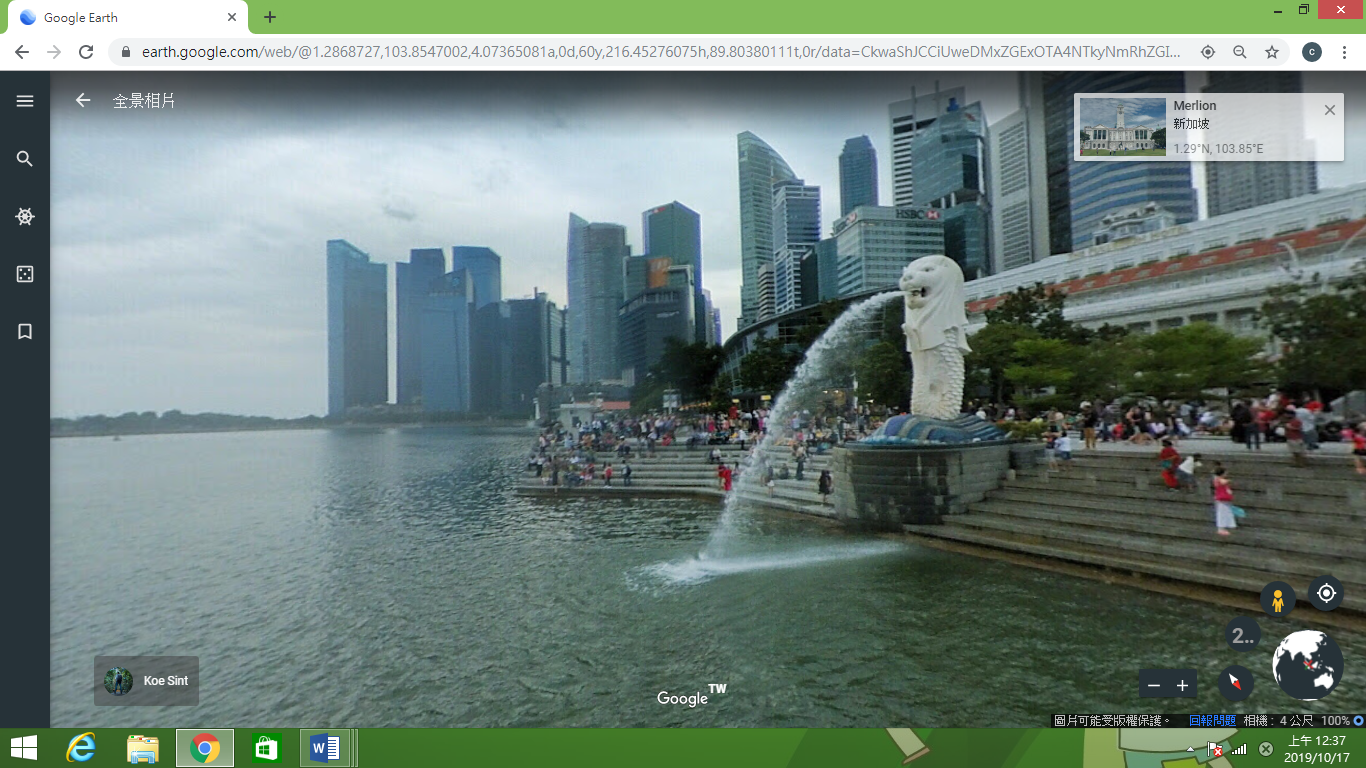 Google Earth
earth.google.com/web/@1.2868727,103.8547002,4.07365081a,0d,60y,216.45276075h,89.80380111t,0r/data=CkwaShJCCiUweDMxZGExOTA4NTkyNmRhZGI...
c
全景相片
Merlion
新加坡
1.29°N, 103.85°E
HSBC
2..
Koe Sint
Google TW
圖片可能受版權保護。 回報問題 相機：4 公尺 100%
上午 12:37
2019/10/17